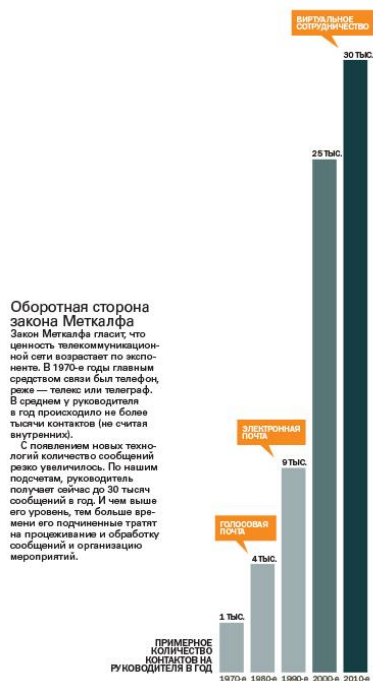 ВИРТУАЛЬНОЕ
СОТРУДНИЧЕСТВО
30 ТЫС.
25 ТЫС.
Оборотная сторона
закона Меткалфа
Закон Меткалфа гласит, что
ценность телекоммуникацион-
ной сети возрастает по экспо-
ненте. В 1970-е годы главным
средством связи был телефон,
реже — телекс или телеграф.
В среднем у руководителя
в год происходило не более
тысячи контактов (не считая
внутренних).
С появлением новых техно-
логий количество сообщений
резко увеличилось. По нашим
подсчетам, руководитель
получает сейчас до 30 тысяч
сообщений в год. И чем выше
его уровень, тем больше вре-
мени его подчиненные тратят
на процеживание и обработку
сообщений и организацию
мероприятий.
ЭЛЕКТРОННАЯ
ПОЧТА
9 ТЫС.
ГОЛОСОВАЯ
ПОЧТА
4 ТЫС.
1 ТЫС.
ПРИМЕРНОЕ
КОЛИЧЕСТВО
КОНТАКТОВ НА
РУКОВОДИТЕЛЯ В ГОД
1970-е 1980-е 1990-е 2000-е 2010-е